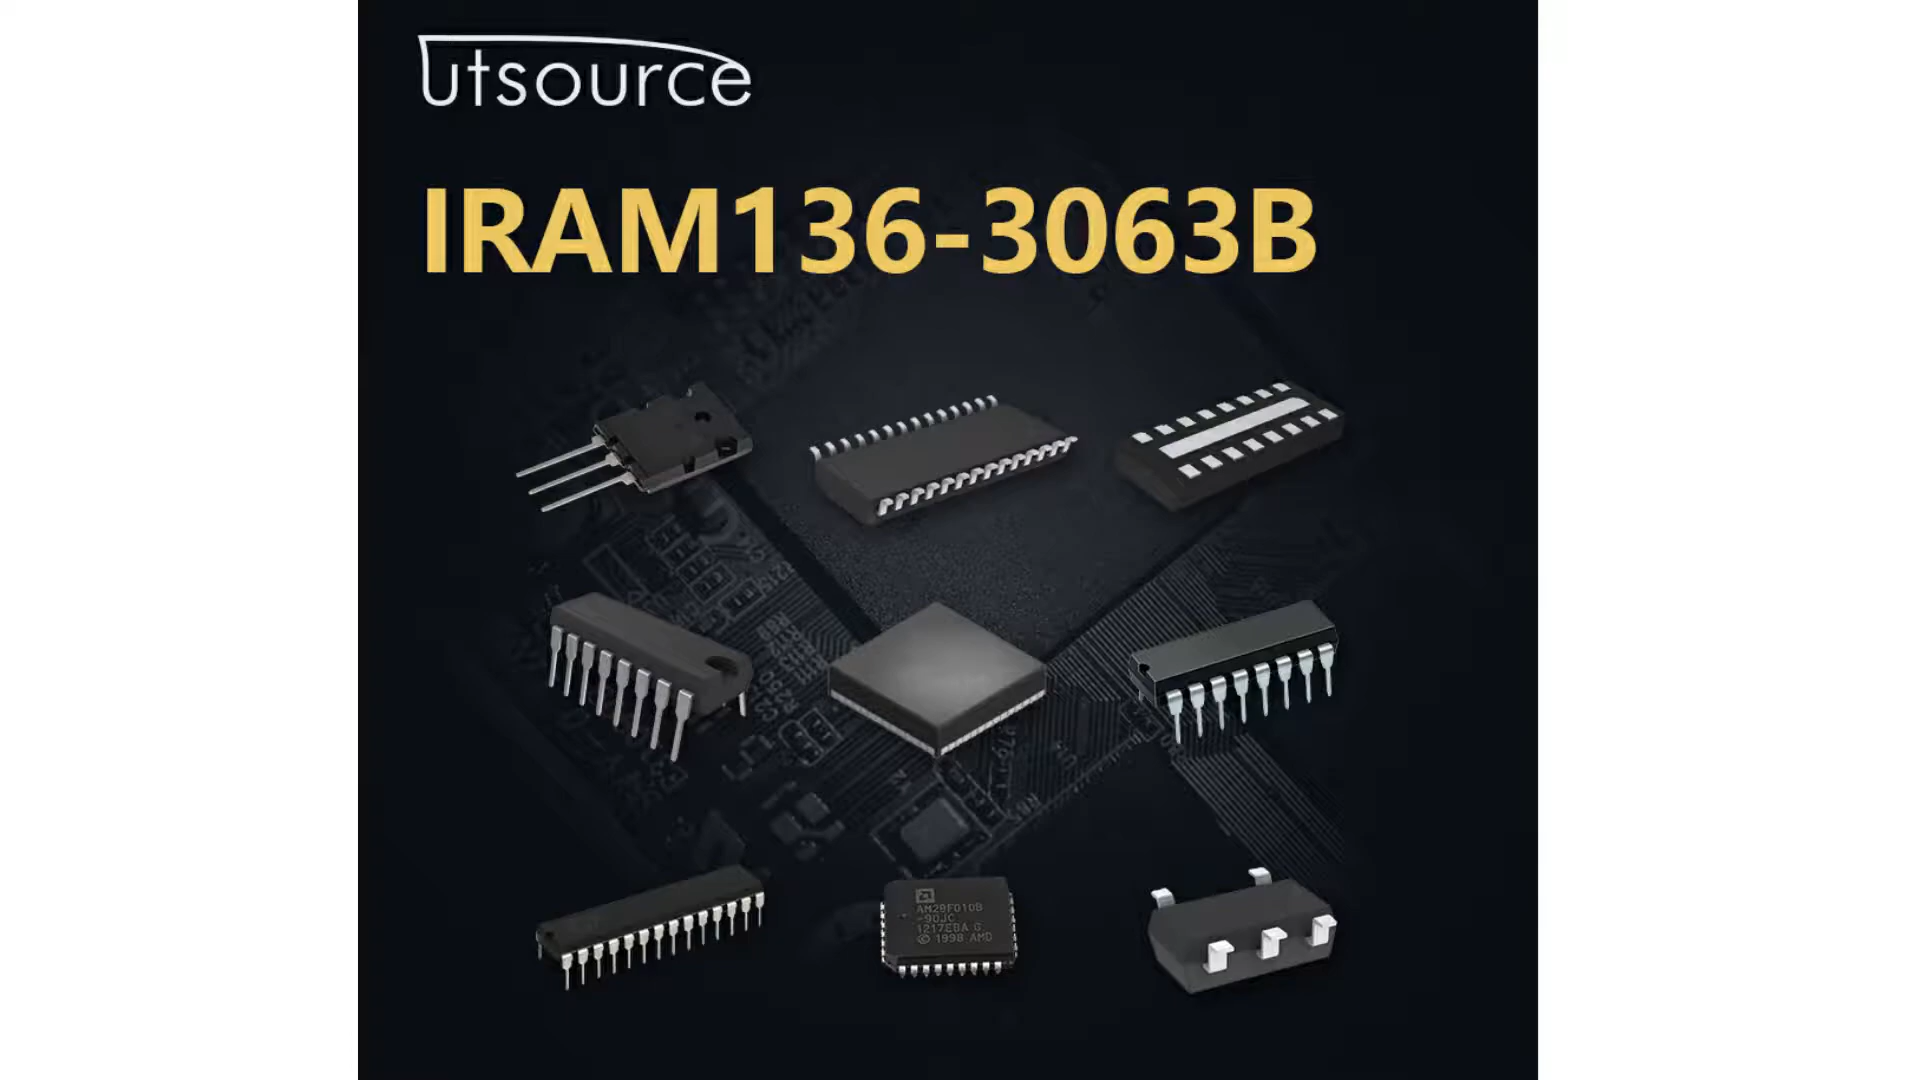 Utsource
IRAM136-3063B
AM29F010B
-90JC
1217EBA G
© 1998 AMD